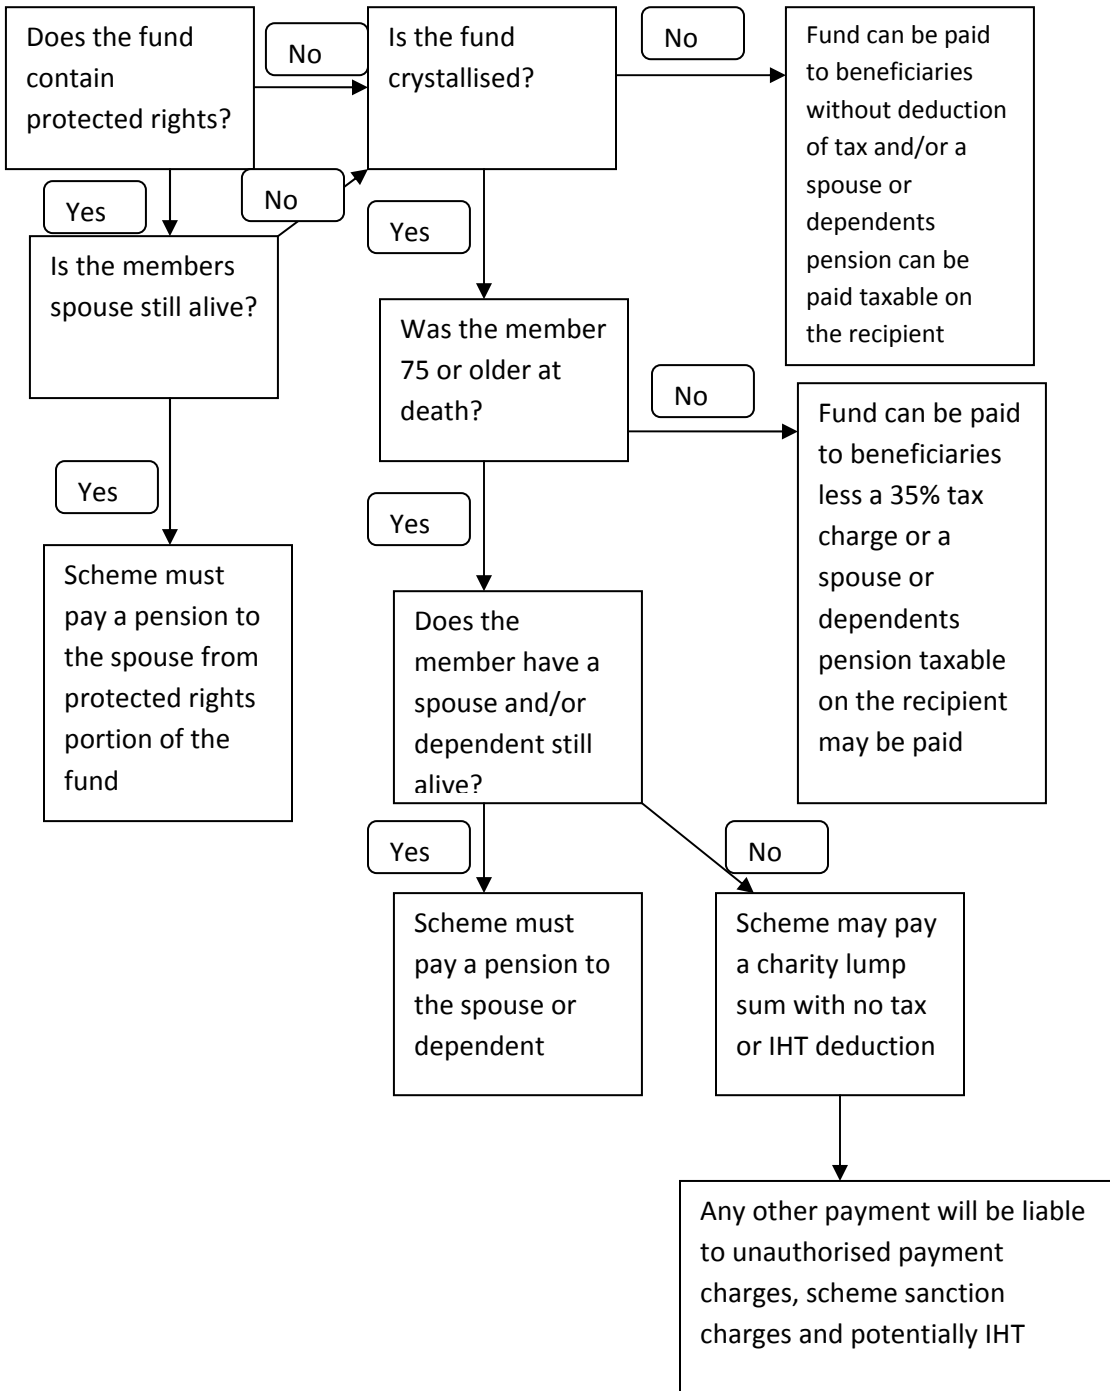 Does the fund
contain
protected rights?
No
Is the fund
crystallised?
No
Fund can be paid
to beneficiaries
without deduction
of tax and/or a
spouse or
dependents
pension can be
paid taxable on
the recipient
Yes
No
Yes
Is the members
spouse still alive?
Was the member
75 or older at
death?
No
Fund can be paid
to beneficiaries
less a 35% tax
charge or a
spouse or
dependents
pension taxable
on the recipient
may be paid
Yes
Yes
Scheme must
pay a pension to
the spouse from
protected rights
portion of the
fund
Does the
member have a
spouse and/or
dependent still
alive?
Yes
No
Scheme must
pay a pension to
the spouse or
dependent
Scheme may pay
a charity lump
sum with no tax
or IHT deduction
Any other payment will be liable
to unauthorised payment
charges, scheme sanction
charges and potentially IHT